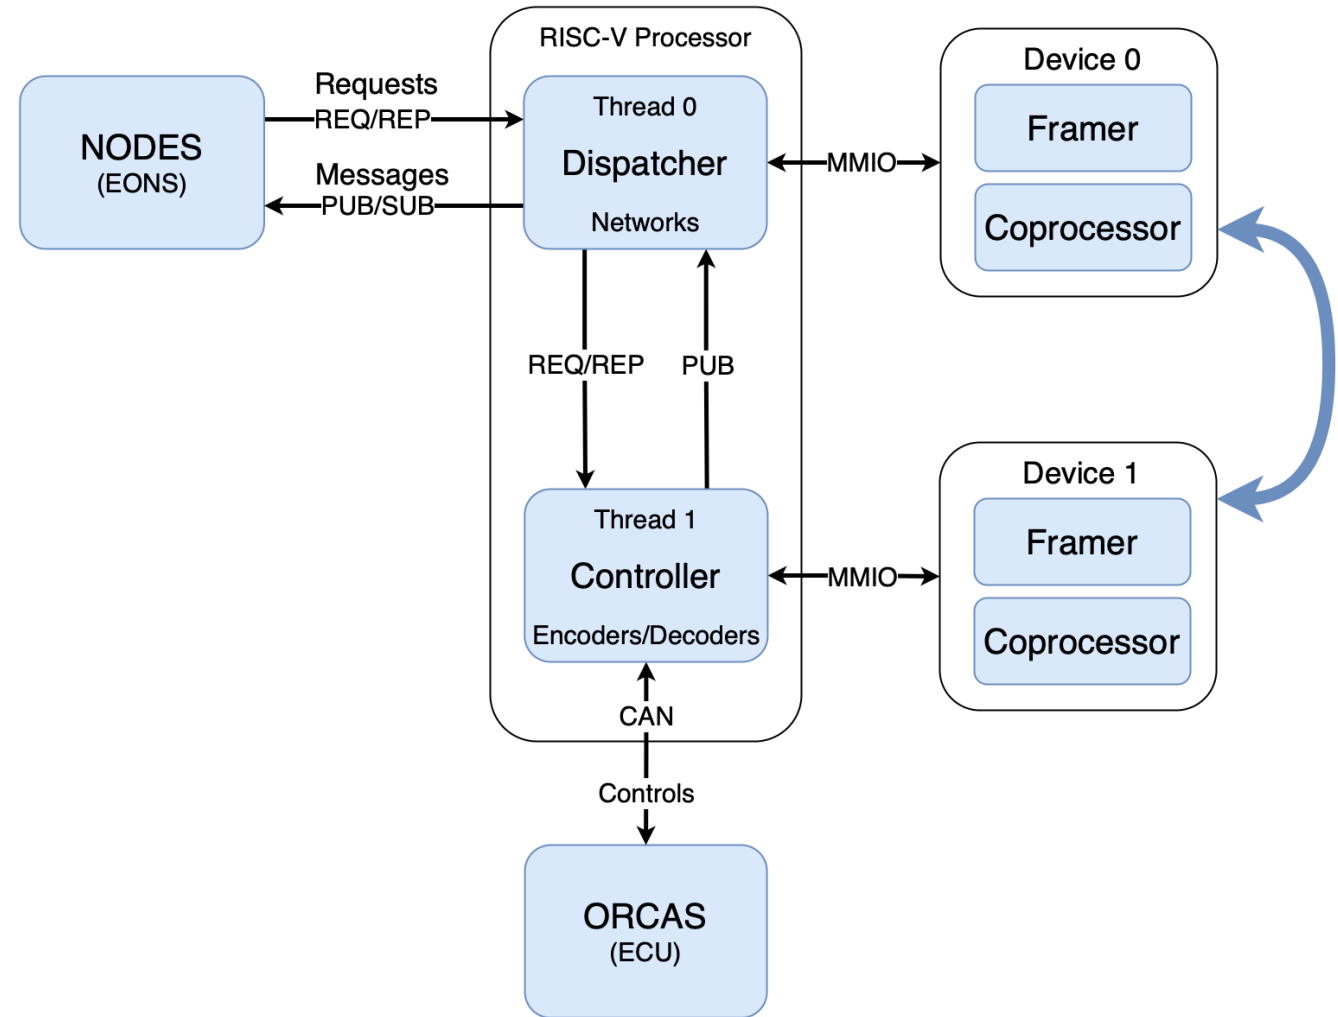 RISC-V Processor
NODES
(EONS)
Requests
REQ/REP
Messages
PUB/SUB
Thread 0
Dispatcher
Networks
MMIO
Device 0
Framer
Coprocessor
REQ/REP
PUB
Thread 1
Controller
Encoders/Decoders
MMIO
Device 1
Framer
Coprocessor
CAN
Controls
ORCAS
(ECU)